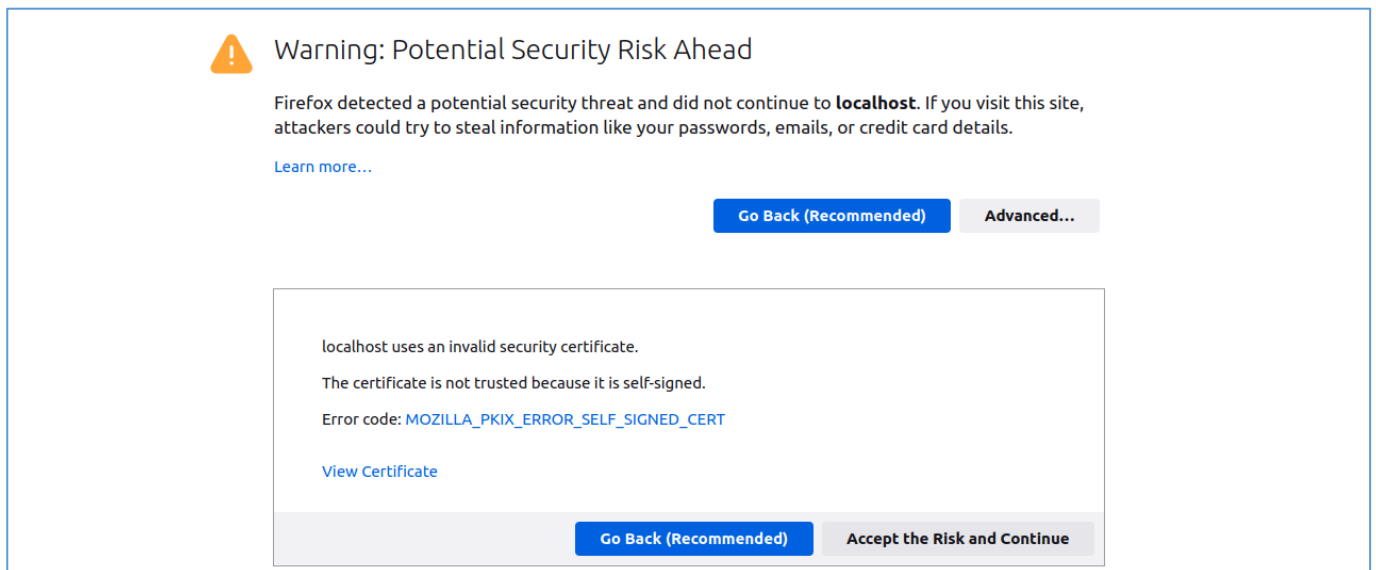 Warning: Potential Security Risk Ahead
Firefox detected a potential security threat and did not continue to localhost. If you visit this site,
attackers could try to steal information like your passwords, emails, or credit card details.
Learn more…
Go Back (Recommended)
Advanced…
localhost uses an invalid security certificate.
The certificate is not trusted because it is self-signed.
Error code: MOZILLA_PKIX_ERROR_SELF_SIGNED_CERT
View Certificate
Go Back (Recommended)
Accept the Risk and Continue